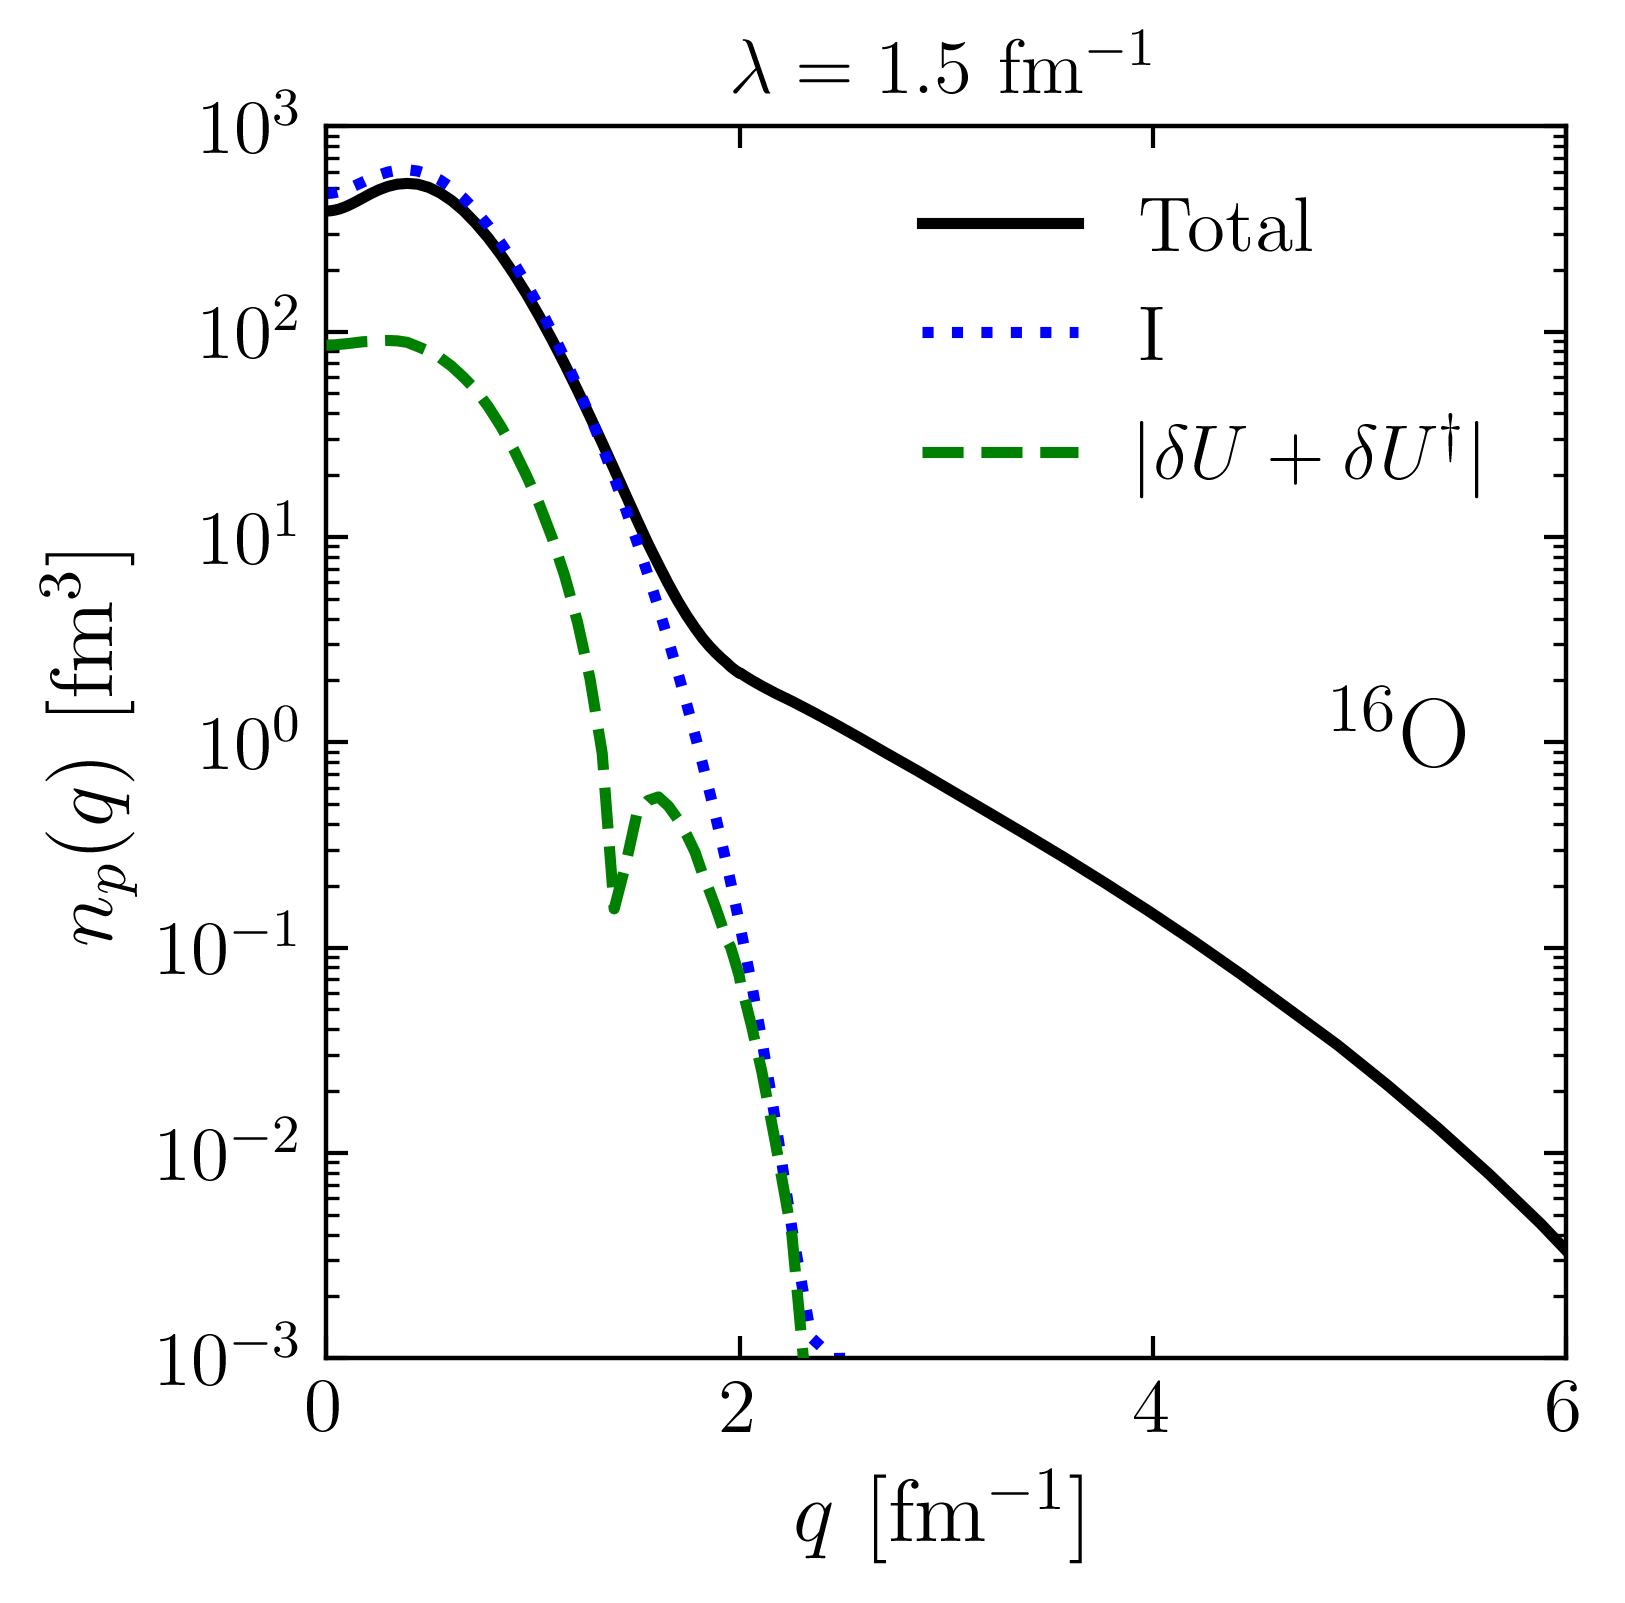 λ = 1.5 fm⁻¹
10³
10²
10¹
10⁰
10⁻¹
10⁻²
10⁻³
nₚ(q) [fm³]
Total
I
|δU + δU†|
¹⁶O
0 2 4 6
q [fm⁻¹]